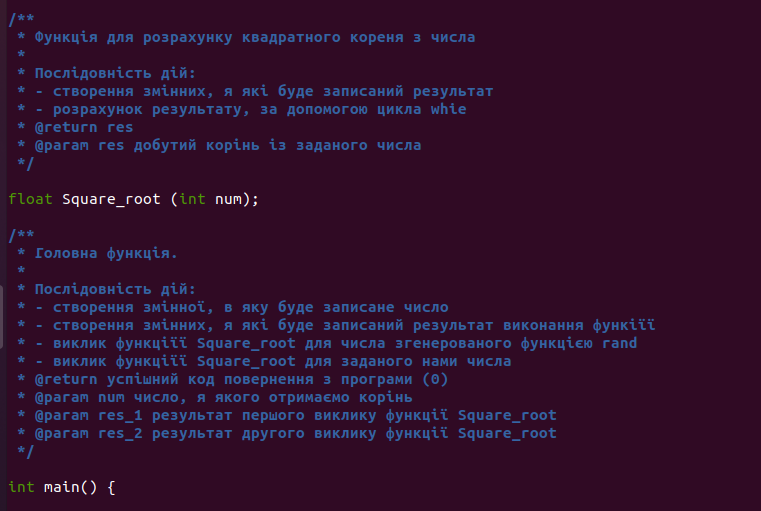 /**
* Функція для розрахунку квадратного кореня з числа
*
* Послідовність дій:
* - створення змінних, я які буде записаний результат
* - розрахунок результату, за допомогою цикла whie
* @return res
* @param res добутий корінь із заданого числа
*/
float Square_root (int num);
/**
* Головна функція.
*
* Послідовність дій:
* - створення змінної, в яку буде записане число
* - створення змінних, я які буде записаний результат виконання функіїї
* - виклик функціїї Square_root для числа згенерованого функцією rand
* - виклик функціїї Square_root для заданого нами числа
* @return успішний код повернення з програми (0)
* @param num число, я якого отримаємо корінь
* @param res_1 результат першого виклику функції Square_root
* @param res_2 результат другого виклику функції Square_root
*/
int main() {